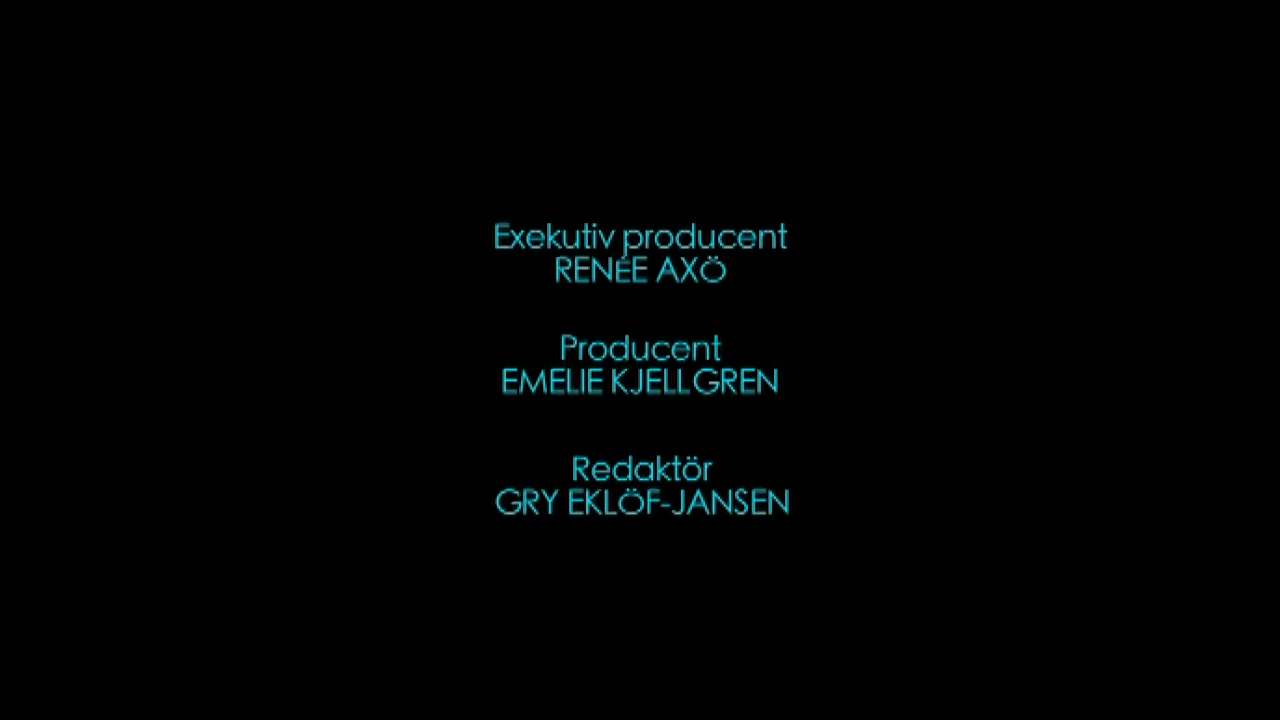 Exekutiv producent
RENÉE AXÖ
Producent
EMELIE KJELLGREN
Redaktör
GRY EKLÖF-JANSEN